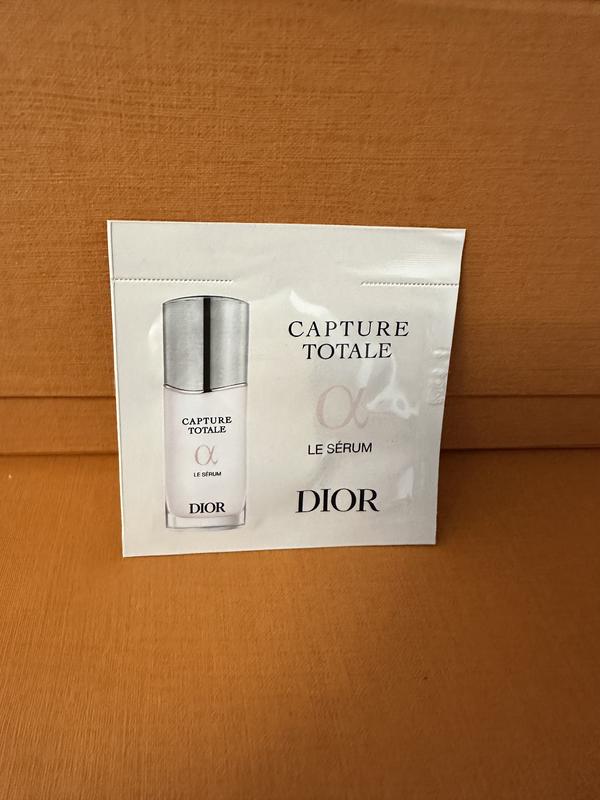 CAPTURE
TOTALE
α
LE SÉRUM
DIOR
CAPTURE
TOTALE
α
LE SÉRUM
DIOR